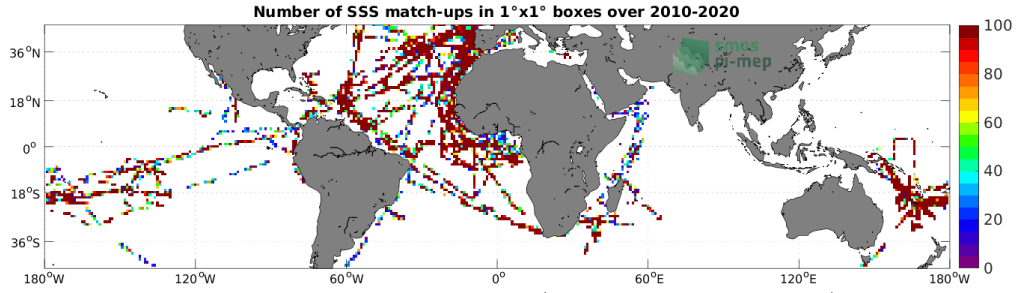 Number of SSS match-ups in 1°x1° boxes over 2010-2020
smos
pi-mep
36°N
18°N
0°
18°S
36°S
180°W
120°W
60°W
0°
60°E
120°E
180°W
100
80
60
40
20
0